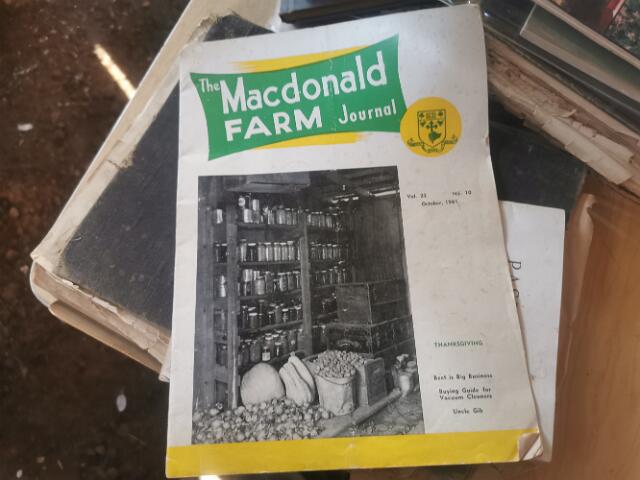 The
Macdonald
FARM Journal
Vol. 22 No. 10
October, 1961
THANKSGIVING
Beet is Big Business
Buying Guide for
Vacuum Cleaners
Uncle Gib